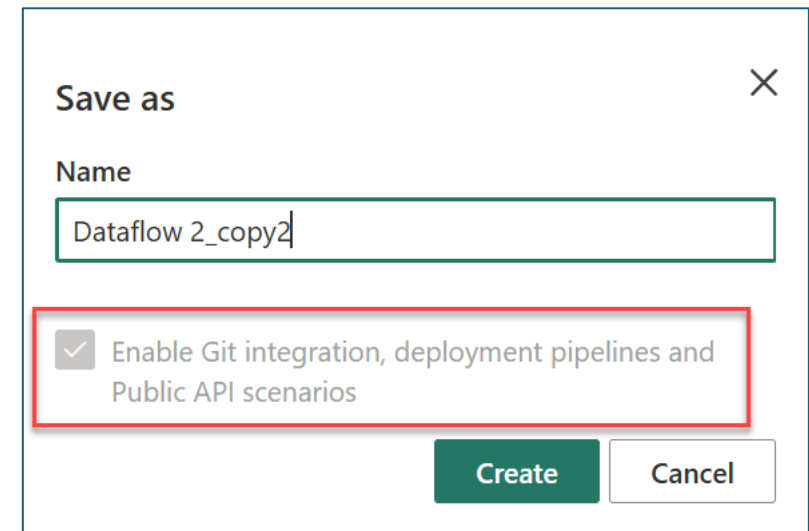 Save as
Name
Dataflow 2_copy2
Enable Git integration, deployment pipelines and
Public API scenarios
Create Cancel